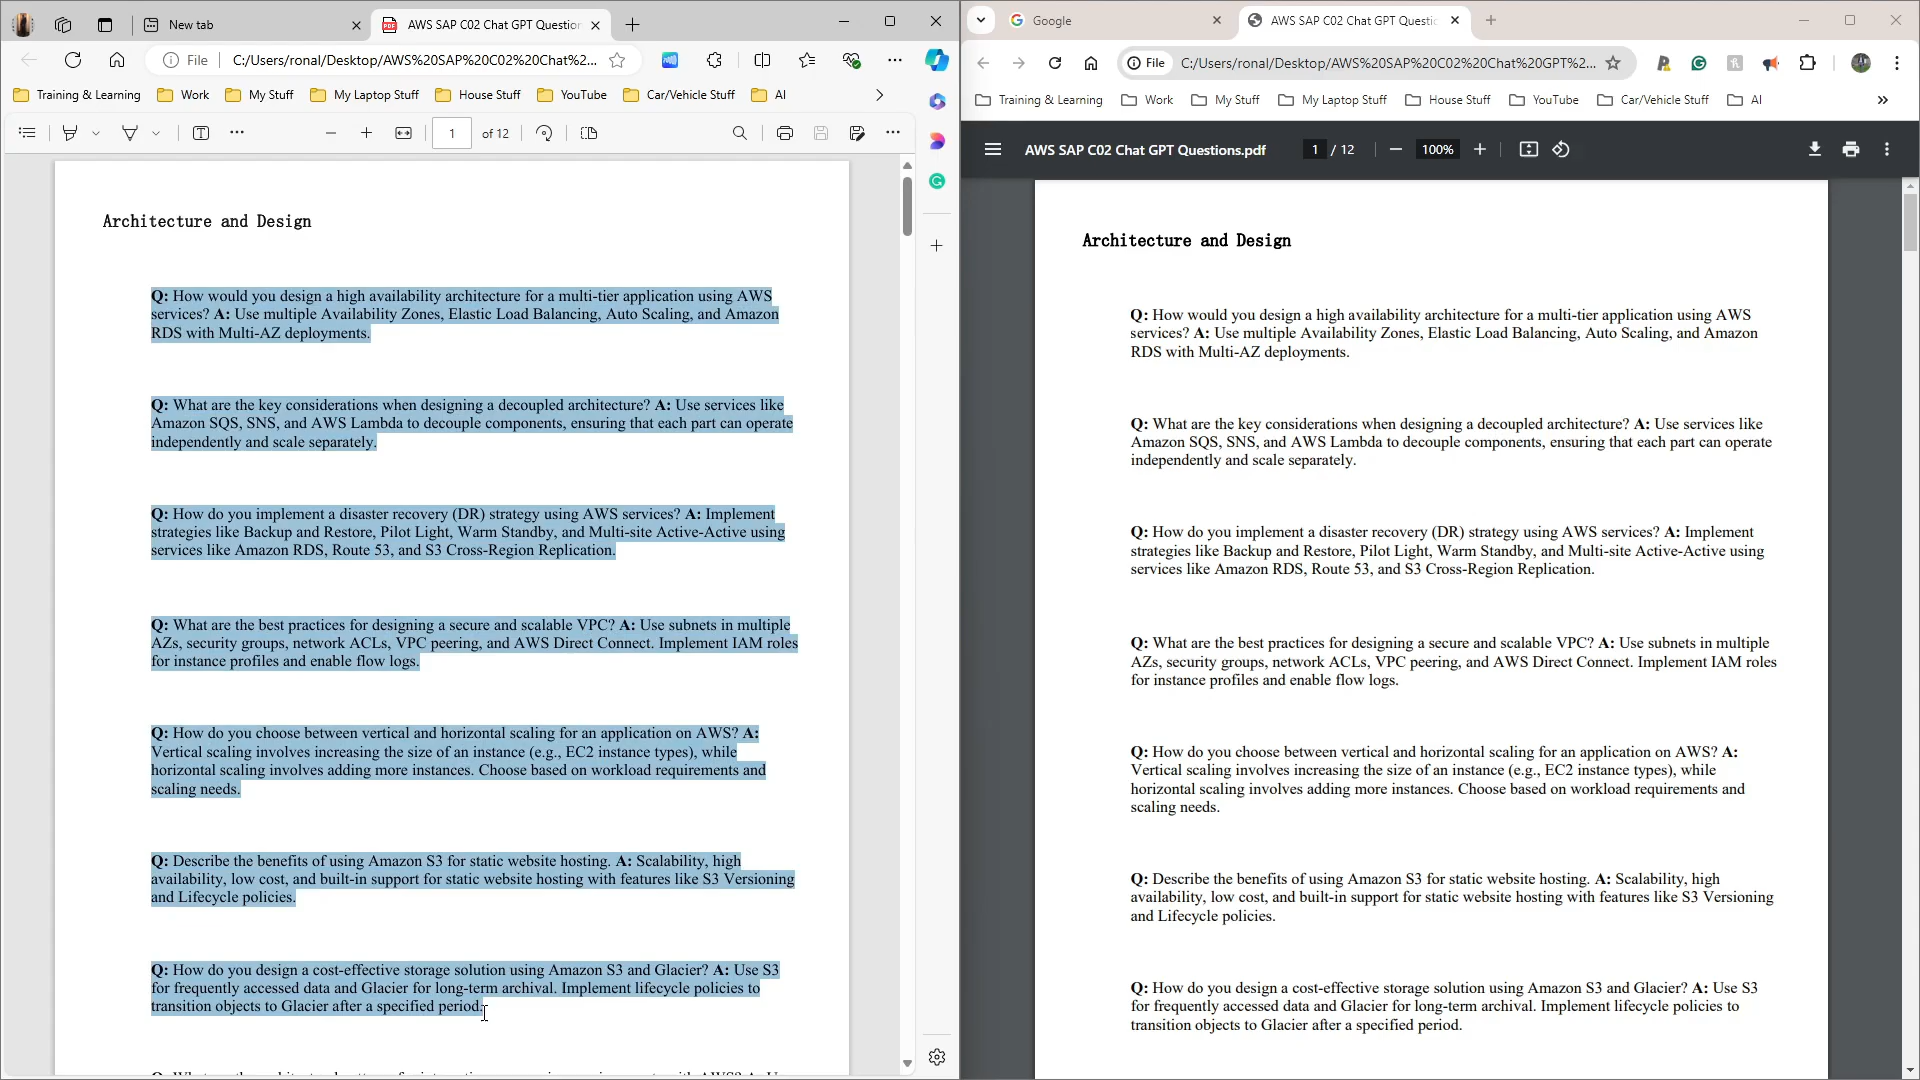 New tab
AWS SAP C02 Chat GPT Question
File
C:/Users/ronal/Desktop/AWS%20SAP%20C02%20Chat%2...
Training & Learning
Work
My Stuff
My Laptop Stuff
House Stuff
YouTube
Car/Vehicle Stuff
AI
1 of 12
Architecture and Design
Q: How would you design a high availability architecture for a multi-tier application using AWS
services? A: Use multiple Availability Zones, Elastic Load Balancing, Auto Scaling, and Amazon
RDS with Multi-AZ deployments.
Q: What are the key considerations when designing a decoupled architecture? A: Use services like
Amazon SQS, SNS, and AWS Lambda to decouple components, ensuring that each part can operate
independently and scale separately.
Q: How do you implement a disaster recovery (DR) strategy using AWS services? A: Implement
strategies like Backup and Restore, Pilot Light, Warm Standby, and Multi-site Active-Active using
services like Amazon RDS, Route 53, and S3 Cross-Region Replication.
Q: What are the best practices for designing a secure and scalable VPC? A: Use subnets in multiple
AZs, security groups, network ACLs, VPC peering, and AWS Direct Connect. Implement IAM roles
for instance profiles and enable flow logs.
Q: How do you choose between vertical and horizontal scaling for an application on AWS? A:
Vertical scaling involves increasing the size of an instance (e.g., EC2 instance types), while
horizontal scaling involves adding more instances. Choose based on workload requirements and
scaling needs.
Q: Describe the benefits of using Amazon S3 for static website hosting. A: Scalability, high
availability, low cost, and built-in support for static website hosting with features like S3 Versioning
and Lifecycle policies.
Q: How do you design a cost-effective storage solution using Amazon S3 and Glacier? A: Use S3
for frequently accessed data and Glacier for long-term archival. Implement lifecycle policies to
transition objects to Glacier after a specified period.
Google
AWS SAP C02 Chat GPT Questio
File
C:/Users/ronal/Desktop/AWS%20SAP%20C02%20Chat%20GPT%2...
Training & Learning
Work
My Stuff
My Laptop Stuff
House Stuff
YouTube
Car/Vehicle Stuff
AI
AWS SAP C02 Chat GPT Questions.pdf
1 / 12
100%
Architecture and Design
Q: How would you design a high availability architecture for a multi-tier application using AWS
services? A: Use multiple Availability Zones, Elastic Load Balancing, Auto Scaling, and Amazon
RDS with Multi-AZ deployments.
Q: What are the key considerations when designing a decoupled architecture? A: Use services like
Amazon SQS, SNS, and AWS Lambda to decouple components, ensuring that each part can operate
independently and scale separately.
Q: How do you implement a disaster recovery (DR) strategy using AWS services? A: Implement
strategies like Backup and Restore, Pilot Light, Warm Standby, and Multi-site Active-Active using
services like Amazon RDS, Route 53, and S3 Cross-Region Replication.
Q: What are the best practices for designing a secure and scalable VPC? A: Use subnets in multiple
AZs, security groups, network ACLs, VPC peering, and AWS Direct Connect. Implement IAM roles
for instance profiles and enable flow logs.
Q: How do you choose between vertical and horizontal scaling for an application on AWS? A:
Vertical scaling involves increasing the size of an instance (e.g., EC2 instance types), while
horizontal scaling involves adding more instances. Choose based on workload requirements and
scaling needs.
Q: Describe the benefits of using Amazon S3 for static website hosting. A: Scalability, high
availability, low cost, and built-in support for static website hosting with features like S3 Versioning
and Lifecycle policies.
Q: How do you design a cost-effective storage solution using Amazon S3 and Glacier? A: Use S3
for frequently accessed data and Glacier for long-term archival. Implement lifecycle policies to
transition objects to Glacier after a specified period.